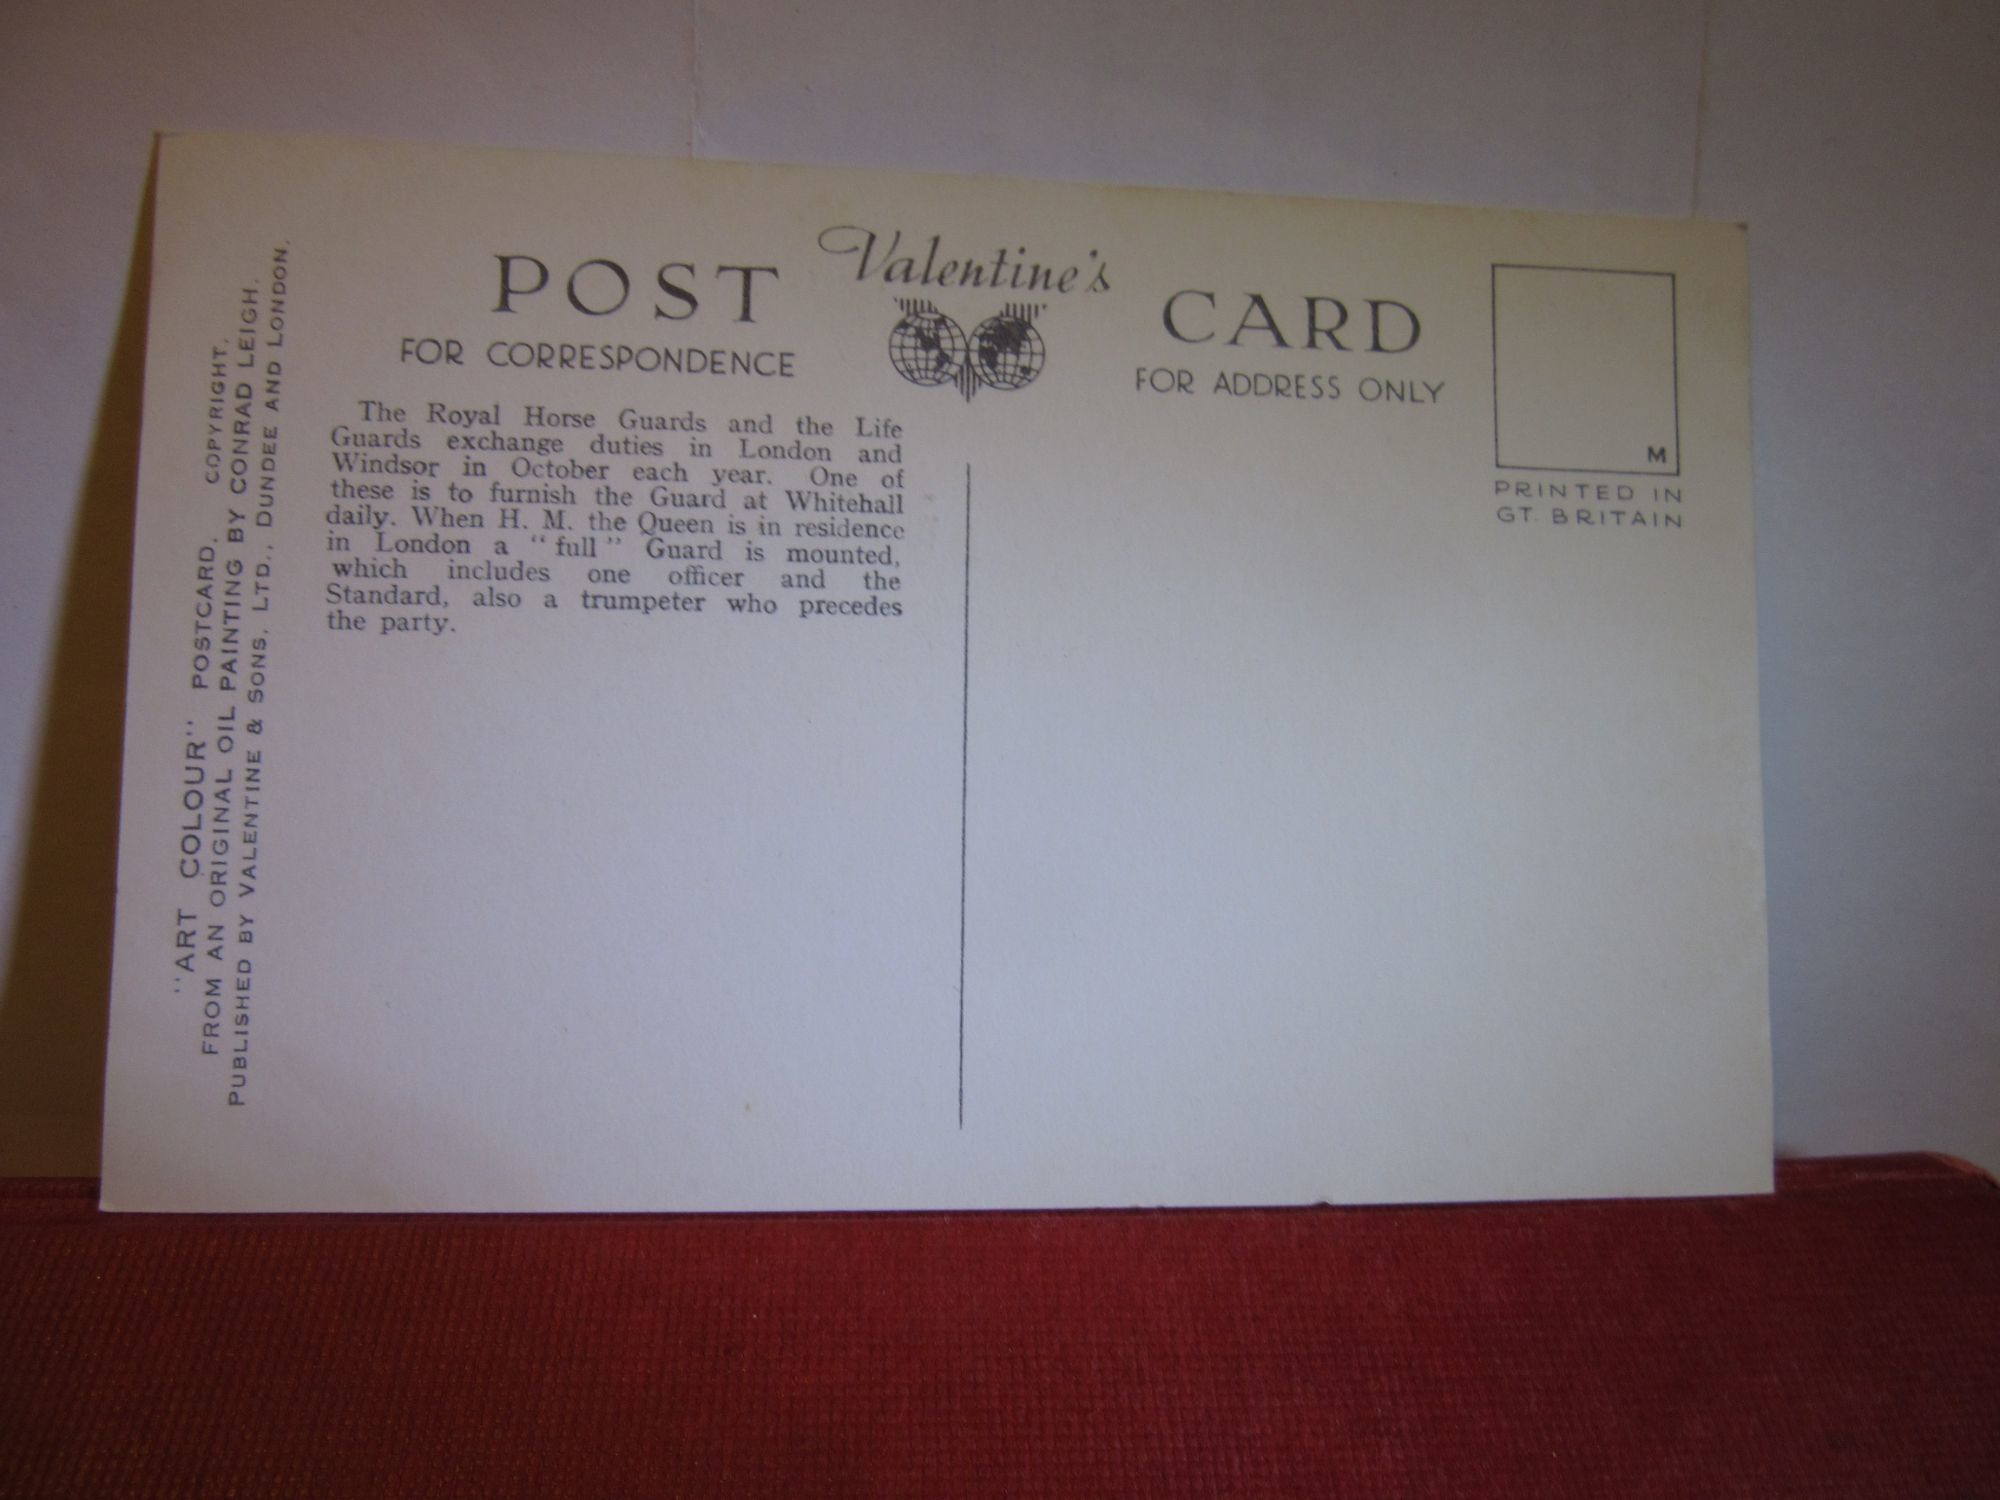 "ART COLOUR" POSTCARD. COPYRIGHT.
FROM AN ORIGINAL OIL PAINTING BY CONRAD LEIGH.
PUBLISHED BY VALENTINE & SONS, LTD., DUNDEE AND LONDON.
POST Valentine's CARD
FOR CORRESPONDENCE
FOR ADDRESS ONLY
The Royal Horse Guards and the Life
Guards exchange duties in London and
Windsor in October each year. One of
these is to furnish the Guard at Whitehall
daily. When H. M. the Queen is in residence
in London a "full" Guard is mounted,
which includes one officer and the
Standard, also a trumpeter who precedes
the party.
M
PRINTED IN
GT. BRITAIN